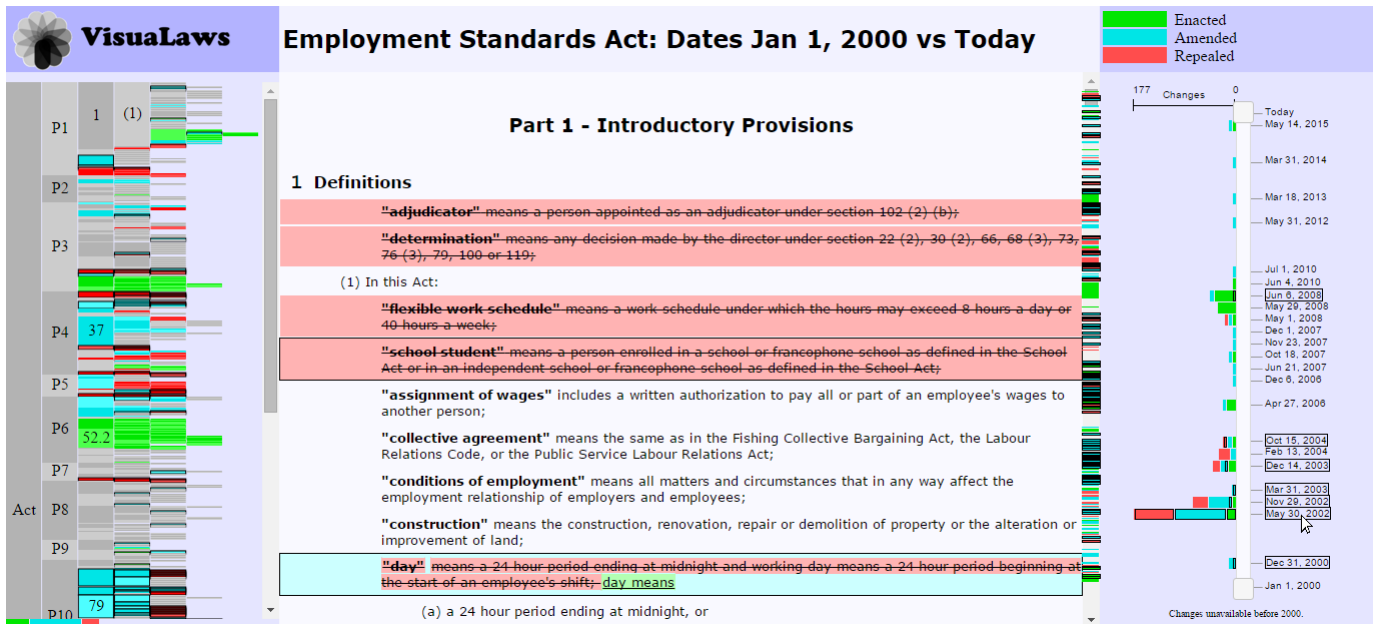 VisuaLaws
Employment Standards Act: Dates Jan 1, 2000 vs Today
Enacted
Amended
Repealed
Act
P1
P2
P3
P4
P5
P6
P7
P8
P9
P10
1
(1)
37
52.2
79
Part 1 - Introductory Provisions
1 Definitions
"adjudicator" means a person appointed as an adjudicator under section 102 (2) (b);
"determination" means any decision made by the director under section 22 (2), 30 (2), 66, 68 (3), 73,
76 (3), 79, 100 or 119;
(1) In this Act:
"flexible work schedule" means a work schedule under which the hours may exceed 8 hours a day or
40 hours a week;
"school student" means a person enrolled in a school or francophone school as defined in the School
Act or in an independent school or francophone school as defined in the School Act;
"assignment of wages" includes a written authorization to pay all or part of an employee's wages to
another person;
"collective agreement" means the same as in the Fishing Collective Bargaining Act, the Labour
Relations Code, or the Public Service Labour Relations Act;
"conditions of employment" means all matters and circumstances that in any way affect the
employment relationship of employers and employees;
"construction" means the construction, renovation, repair or demolition of property or the alteration or
improvement of land;
"day" means a 24 hour period ending at midnight and working day means a 24 hour period beginning at
the start of an employee's shift; day means
(a) a 24 hour period ending at midnight, or
177 Changes 0
Today
May 14, 2015
Mar 31, 2014
Mar 18, 2013
May 31, 2012
Jul 1, 2010
Jun 4, 2010
Jun 6, 2008
May 29, 2008
May 1, 2008
Dec 1, 2007
Nov 23, 2007
Oct 18, 2007
Jun 21, 2007
Dec 6, 2006
Apr 27, 2006
Oct 15, 2004
Feb 13, 2004
Dec 14, 2003
Mar 31, 2003
Nov 29, 2002
May 30, 2002
Dec 31, 2000
Jan 1, 2000
Changes unavailable before 2000.